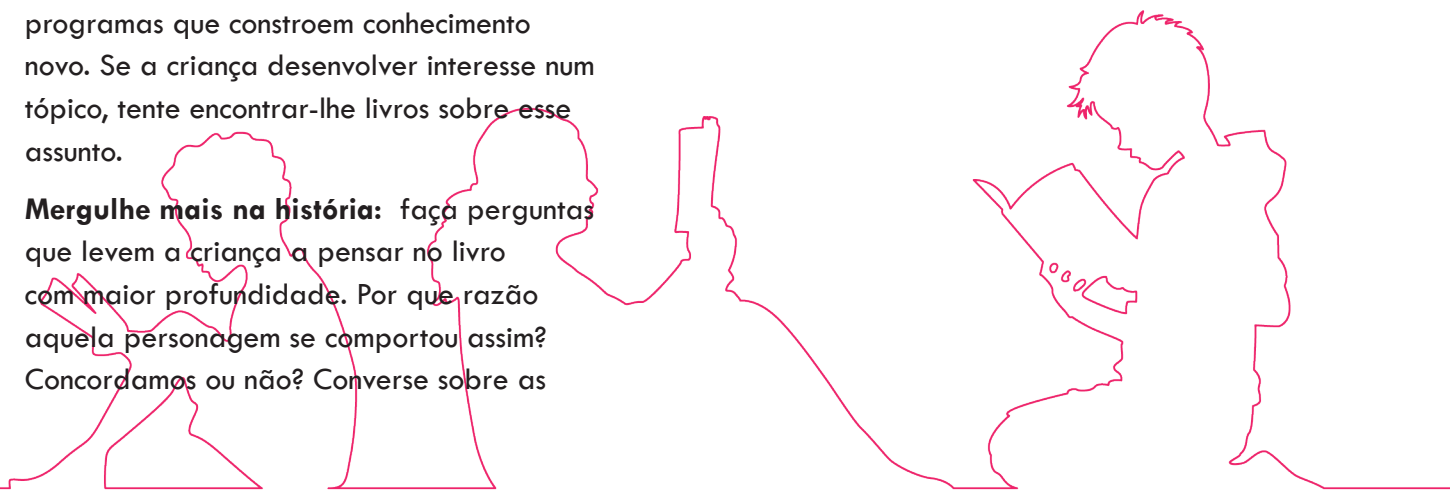 programas que constroem conhecimento
novo. Se a criança desenvolver interesse num
tópico, tente encontrar-lhe livros sobre esse
assunto.
Mergulhe mais na história: faça perguntas
que levem a criança a pensar no livro
com maior profundidade. Por que razão
aquela personagem se comportou assim?
Concordamos ou não? Converse sobre as